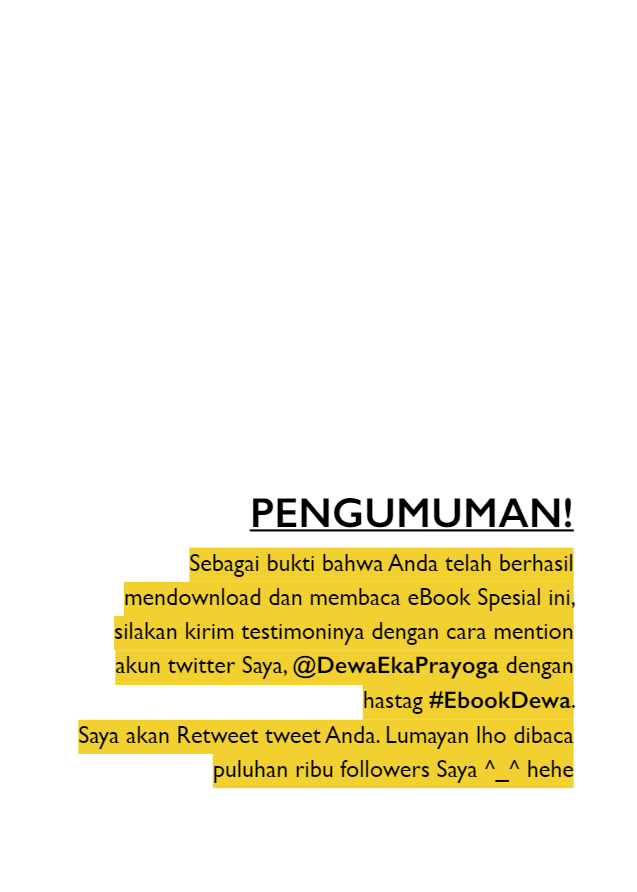 PENGUMUMAN!
Sebagai bukti bahwa Anda telah berhasil
mendownload dan membaca eBook Spesial ini,
silakan kirim testimoninya dengan cara mention
akun twitter Saya, @DewaEkaPrayoga dengan
hastag #EbookDewa.
Saya akan Retweet tweet Anda. Lumayan lho dibaca
puluhan ribu followers Saya ^_^ hehe